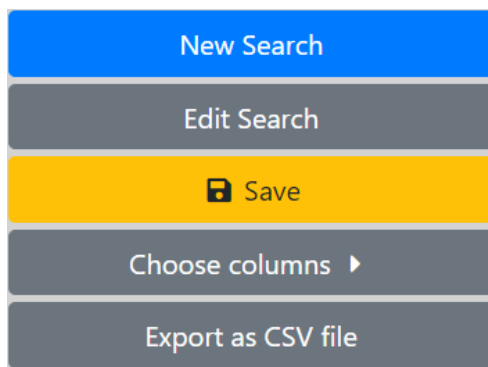 New Search
Edit Search
Save
Choose columns
Export as CSV file